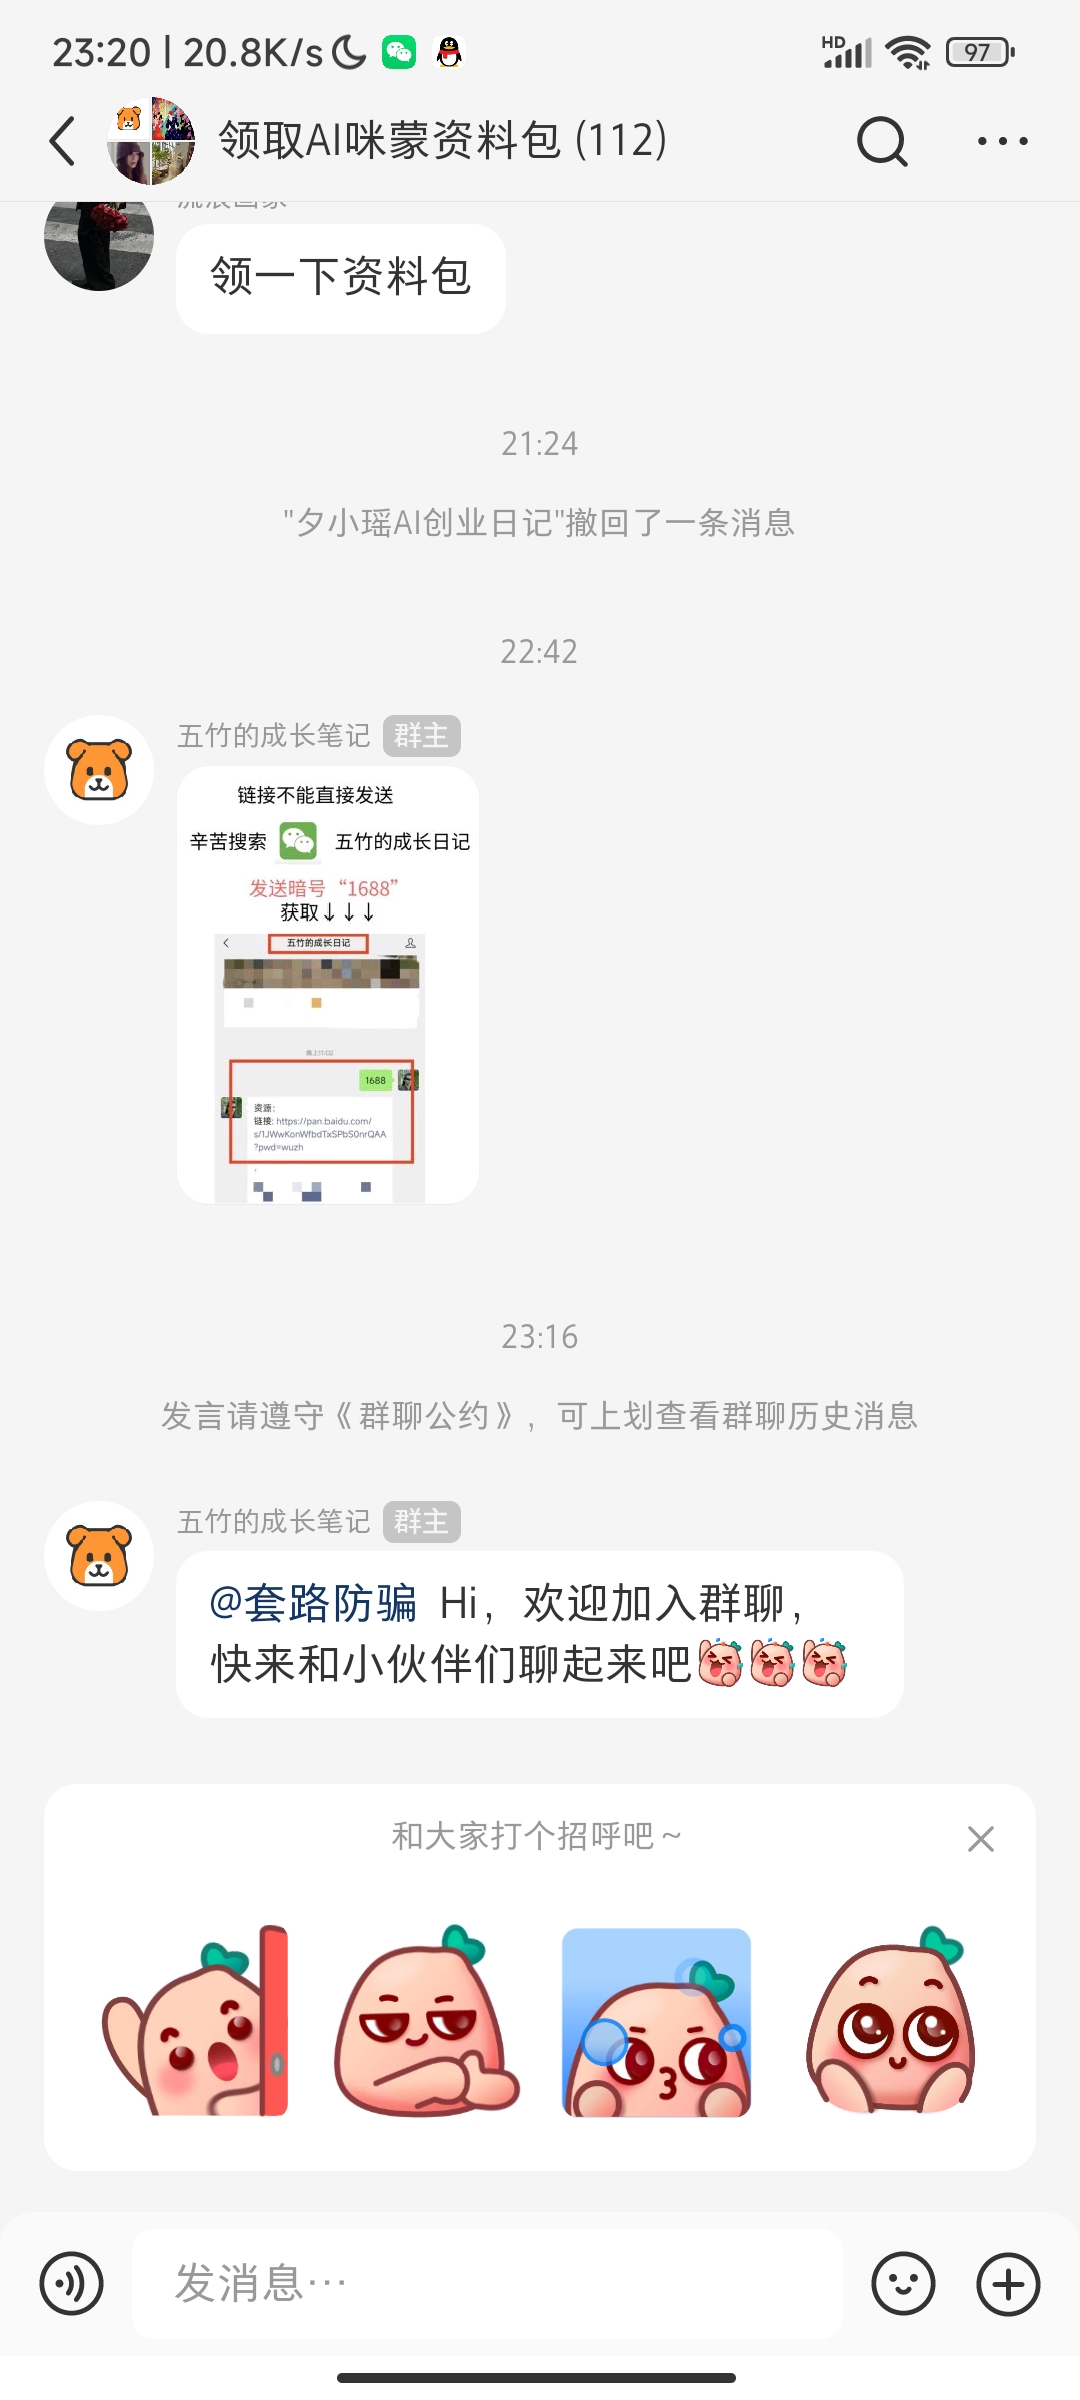 23:20 | 20.8K/s
HD
97
领取AI咪蒙资料包 (112)
领一下资料包
21:24
"夕小瑶AI创业日记"撤回了一条消息
22:42
五竹的成长笔记 群主
链接不能直接发送
辛苦搜索 五竹的成长日记
发送暗号“1688”
获取↓↓↓
五竹的成长日记
晚上11:02
1688
资源：
链接: https://pan.baidu.com/
s/1JWwKonWfbdTxSPbS0nrQAA
?pwd=wuzh
23:16
发言请遵守《群聊公约》，可上划查看群聊历史消息
五竹的成长笔记 群主
@套路防骗 Hi，欢迎加入群聊，
快来和小伙伴们聊起来吧
和大家打个招呼吧～
发消息…